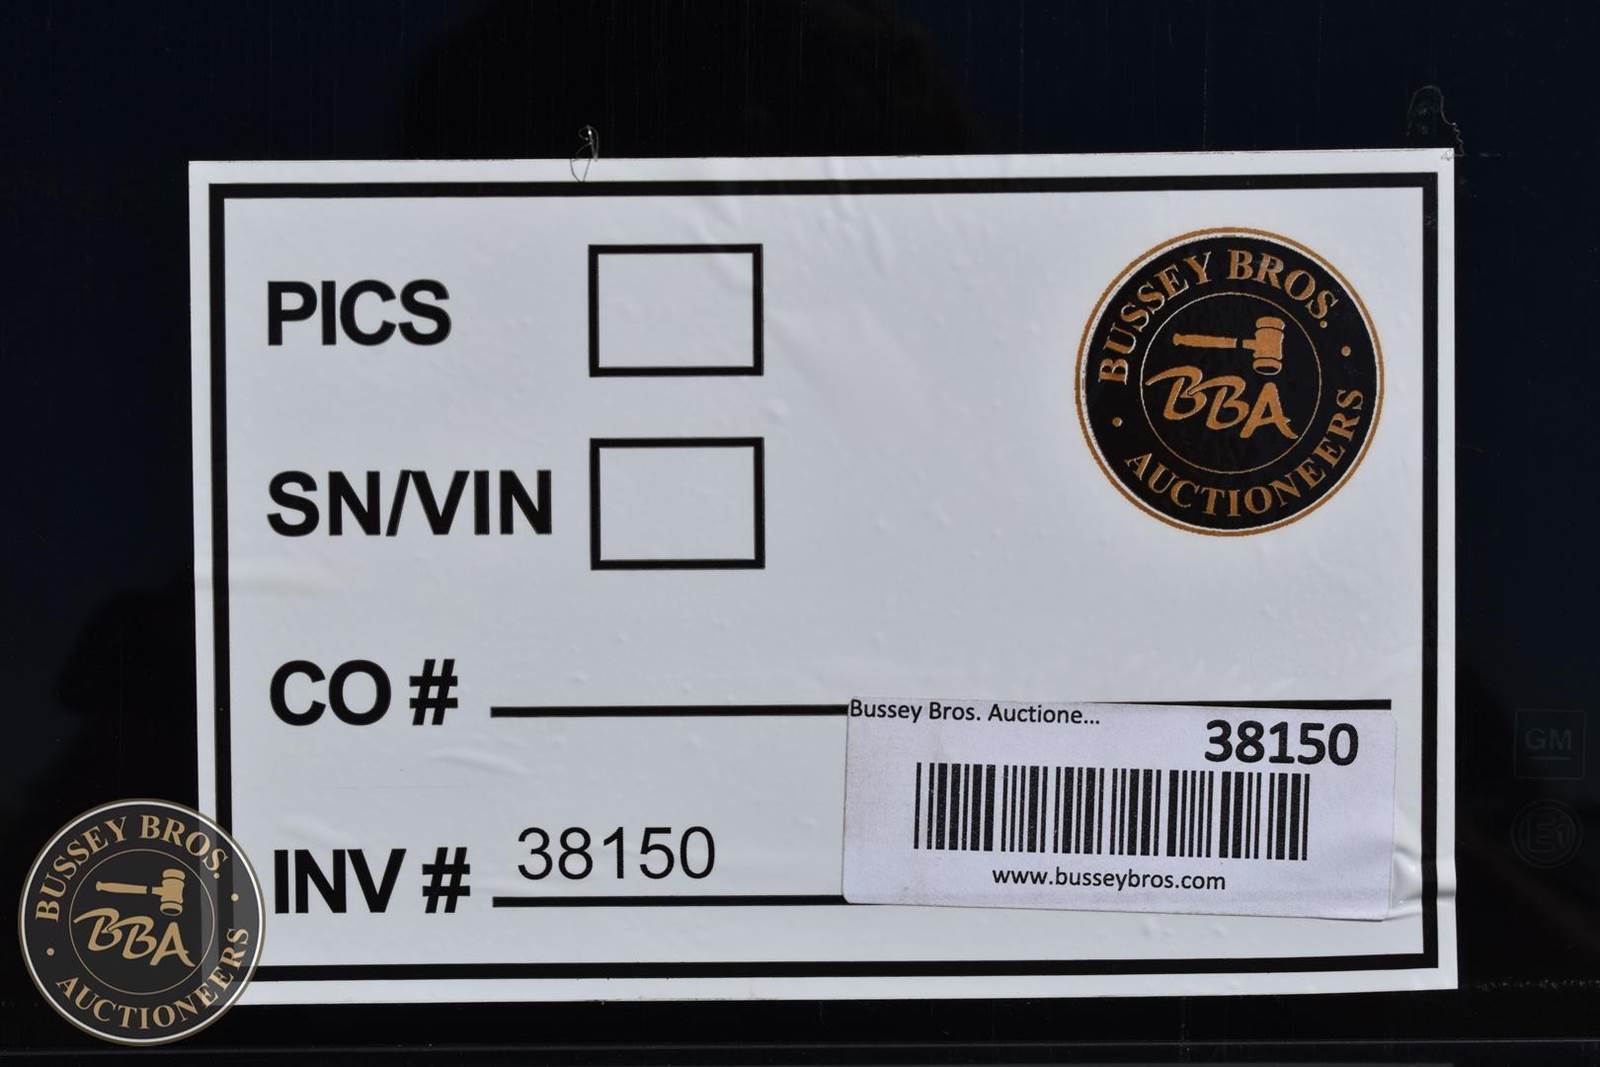 PICS
BUSSEY BROS.
BBA
AUCTIONEERS
SN/VIN
CO #
Bussey Bros. Auctione...
38150
www.busseybros.com
INV # 38150
GM
E1
BUSSEY BROS.
BBA
AUCTIONEERS